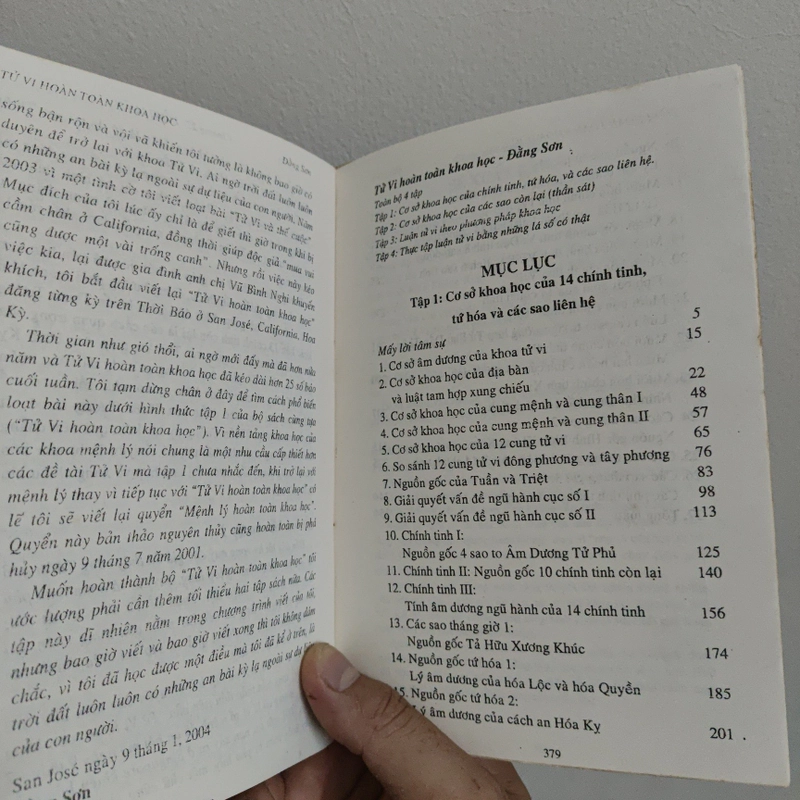 TỬ VI HOÀN TOÀN KHOA HỌC
Đằng Sơn
sống bận rộn và vội vã khiến tôi tưởng là không bao giờ có
duyên để trở lại với khoa Tử Vi. Ai ngờ trời đất luôn luôn
có những an bài kỳ lạ ngoài sự dự liệu của con người. Năm
2003 vì một tình cờ tôi viết loạt bài "Tử Vi và thế cuộc".
Mục đích của tôi lúc ấy chỉ là để giết thì giờ trong khi bị
cầm chân ở California, đồng thời giúp độc giả "mua vui
cũng được một vài trống canh". Nhưng rồi việc này kéo
việc kia, lại được gia đình anh chị Vũ Bình Nghi khuyến
khích, tôi bắt đầu viết lại "Tử Vi hoàn toàn khoa học"
đăng từng kỳ trên Thời Báo ở San José, California, Hoa
Kỳ.
Thời gian như gió thổi, ai ngờ mới đấy mà đã hơn nửa
năm và Tử Vi hoàn toàn khoa học đã kéo dài hơn 25 số báo
cuối tuần. Tôi tạm dừng chân ở đây để tìm cách phổ biến
loạt bài này dưới hình thức tập 1 của bộ sách cùng tựa
("Tử Vi hoàn toàn khoa học"). Vì nền tảng khoa học của
các khoa mệnh lý nói chung là một nhu cầu cấp thiết hơn
các đề tài Tử Vi mà tập 1 chưa nhắc đến, khi trở lại với
mệnh lý thay vì tiếp tục với "Tử Vi hoàn toàn khoa học" có
lẽ tôi sẽ viết lại quyển "Mệnh lý hoàn toàn khoa học".
Quyển này bản thảo nguyên thủy cũng hoàn toàn bị phá
hủy ngày 9 tháng 7 năm 2001.
Muốn hoàn thành bộ "Tử Vi hoàn toàn khoa học" tôi
ước lượng phải cần thêm tối thiểu hai tập sách nữa. Các
tập này dĩ nhiên nằm trong chương trình viết của tôi,
nhưng bao giờ viết và bao giờ viết xong thì tôi không dám
chắc, vì tôi đã học được một điều mà tôi đã kể ở trên, là
trời đất luôn luôn có những an bài kỳ lạ ngoài sự dự
của con người.
San José ngày 9 tháng 1, 2004
Sơn
Tử Vi hoàn toàn khoa học - Đằng Sơn
Toàn bộ 4 tập
Tập 1: Cơ sở khoa học của chính tinh, tứ hóa, và các sao liên hệ.
Tập 2: Cơ sở khoa học của các sao còn lại (thần sát)
Tập 3: Luận tử vi theo phương pháp khoa học
Tập 4: Thực tập luận tử vi bằng những lá số có thật
MỤC LỤC
Tập 1: Cơ sở khoa học của 14 chính tinh,
tứ hóa và các sao liên hệ
Mấy lời tâm sự 5
1. Cơ sở âm dương của khoa tử vi 15
2. Cơ sở khoa học của địa bàn
và luật tam hợp xung chiếu 22
3. Cơ sở khoa học của cung mệnh và cung thân I 48
4. Cơ sở khoa học của cung mệnh và cung thân II 57
5. Cơ sở khoa học của 12 cung tử vi 65
6. So sánh 12 cung tử vi đông phương và tây phương 76
7. Nguồn gốc của Tuần và Triệt 83
8. Giải quyết vấn đề ngũ hành cục số I 98
9. Giải quyết vấn đề ngũ hành cục số II 113
10. Chính tinh I:
Nguồn gốc 4 sao to Âm Dương Tử Phủ 125
11. Chính tinh II: Nguồn gốc 10 chính tinh còn lại 140
12. Chính tinh III:
Tính âm dương ngũ hành của 14 chính tinh 156
13. Các sao tháng giờ 1:
Nguồn gốc Tả Hữu Xương Khúc 174
14. Nguồn gốc tứ hóa 1:
Lý âm dương của hóa Lộc và hóa Quyền 185
15. Nguồn gốc tứ hóa 2:
Lý âm dương của cách an Hóa Kỵ 201
379